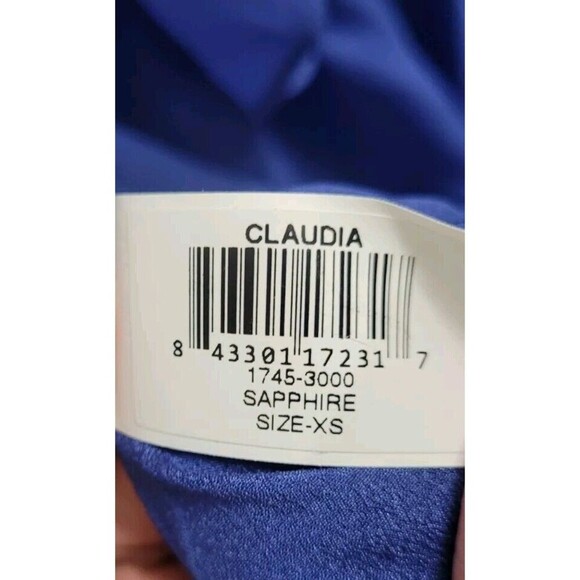 CLAUDIA
8 43301 17231 7
1745-3000
SAPPHIRE
SIZE-XS